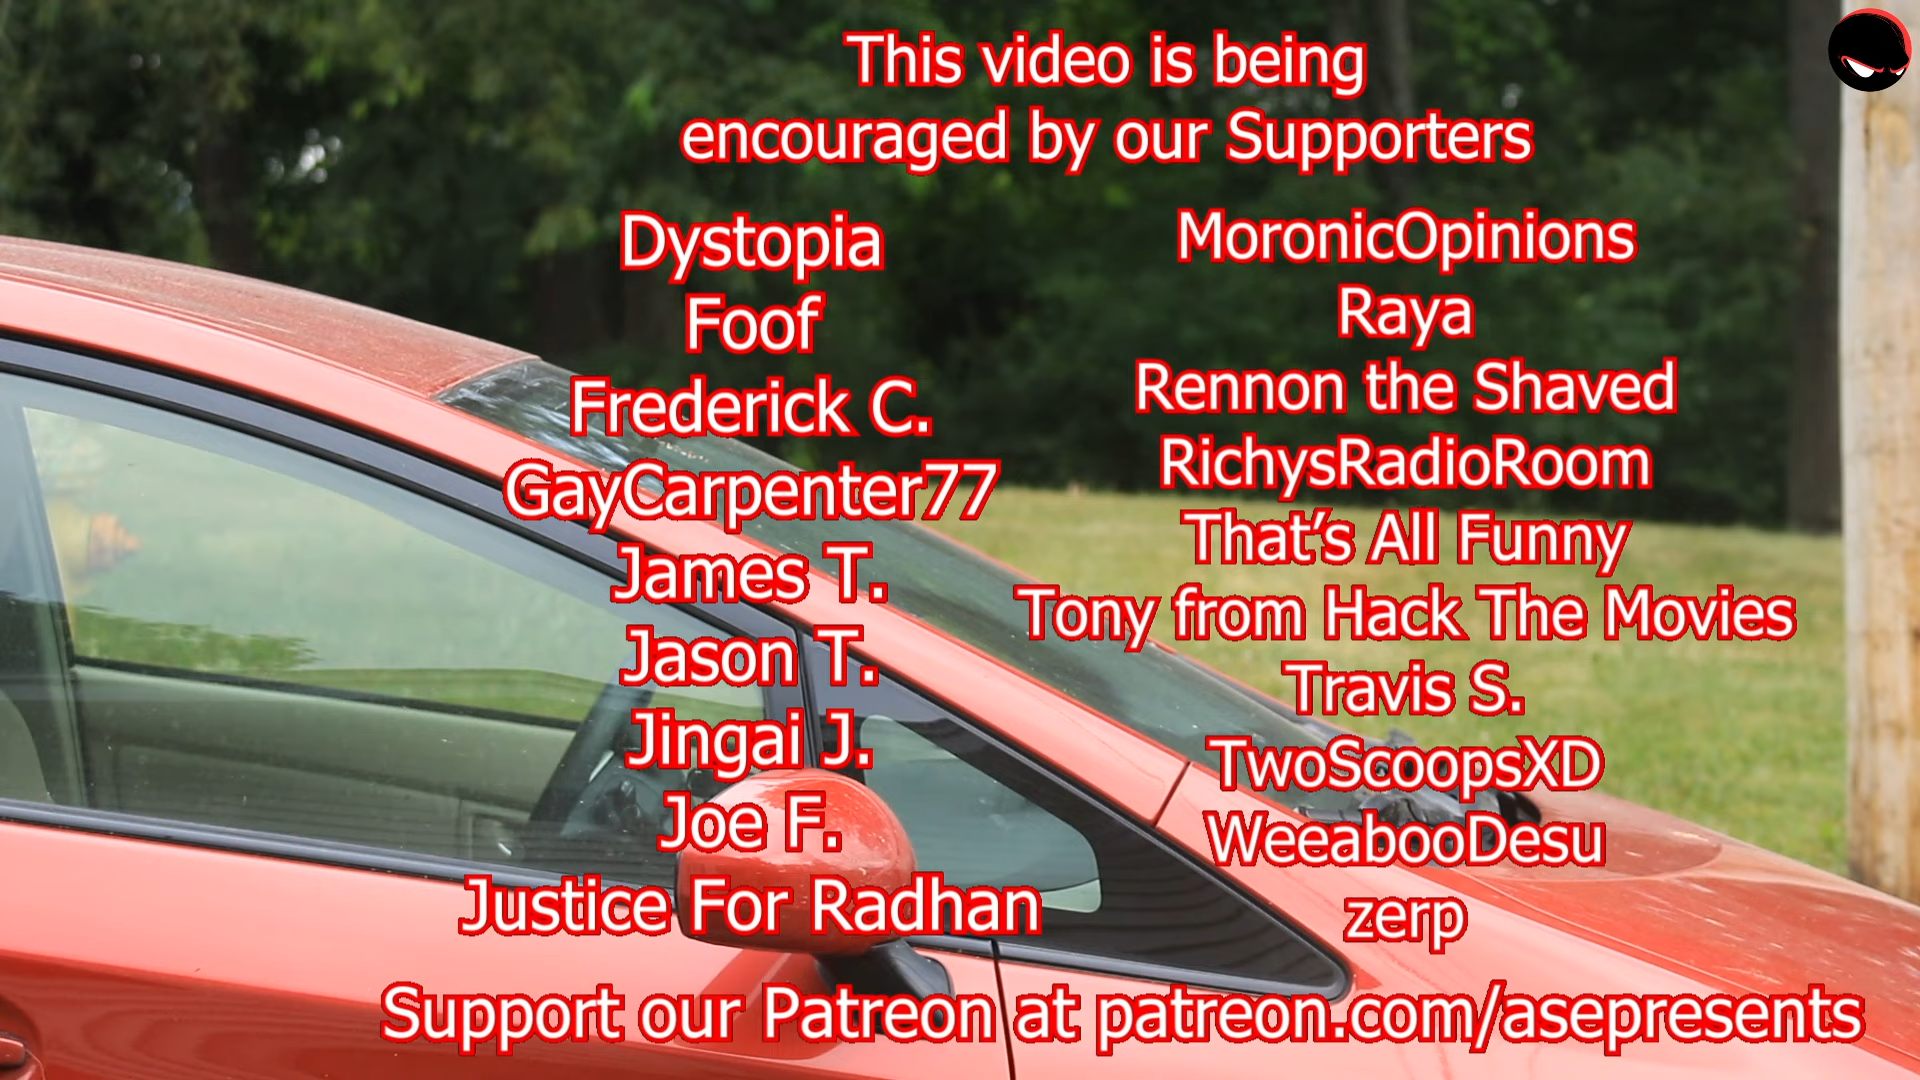 This video is being
encouraged by our Supporters
Dystopia
Foof
Frederick C.
GayCarpenter77
James T.
Jason T.
Jingai J.
Joe F.
Justice For Radhan
MoronicOpinions
Raya
Rennon the Shaved
RichysRadioRoom
That’s All Funny
Tony from Hack The Movies
Travis S.
TwoScoopsXD
WeeabooDesu
zerp
Support our Patreon at patreon.com/asepresents